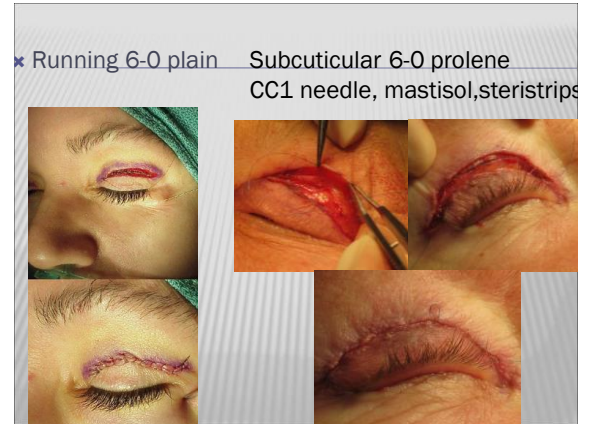 Running 6-0 plain
Subcuticular 6-0 prolene
CC1 needle, mastisol,steristrips